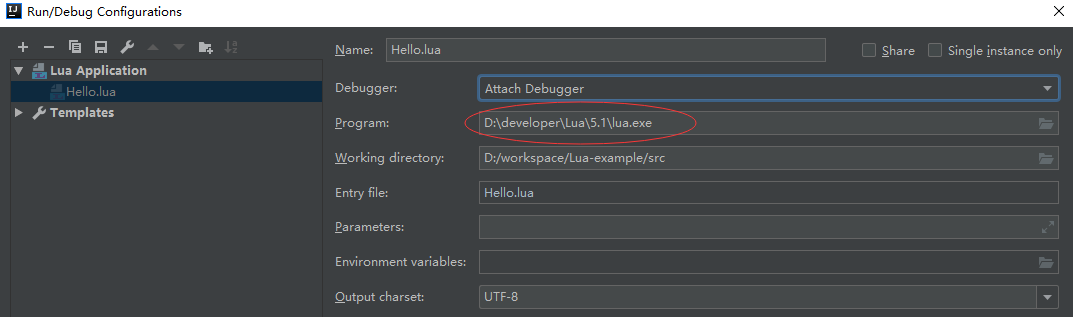 IJ Run/Debug Configurations
Name: Hello.lua Share Single instance only
Lua Application
Hello.lua
Templates
Debugger: Attach Debugger
Program: D:\developer\Lua\5.1\lua.exe
Working directory: D:/workspace/Lua-example/src
Entry file: Hello.lua
Parameters:
Environment variables:
Output charset: UTF-8